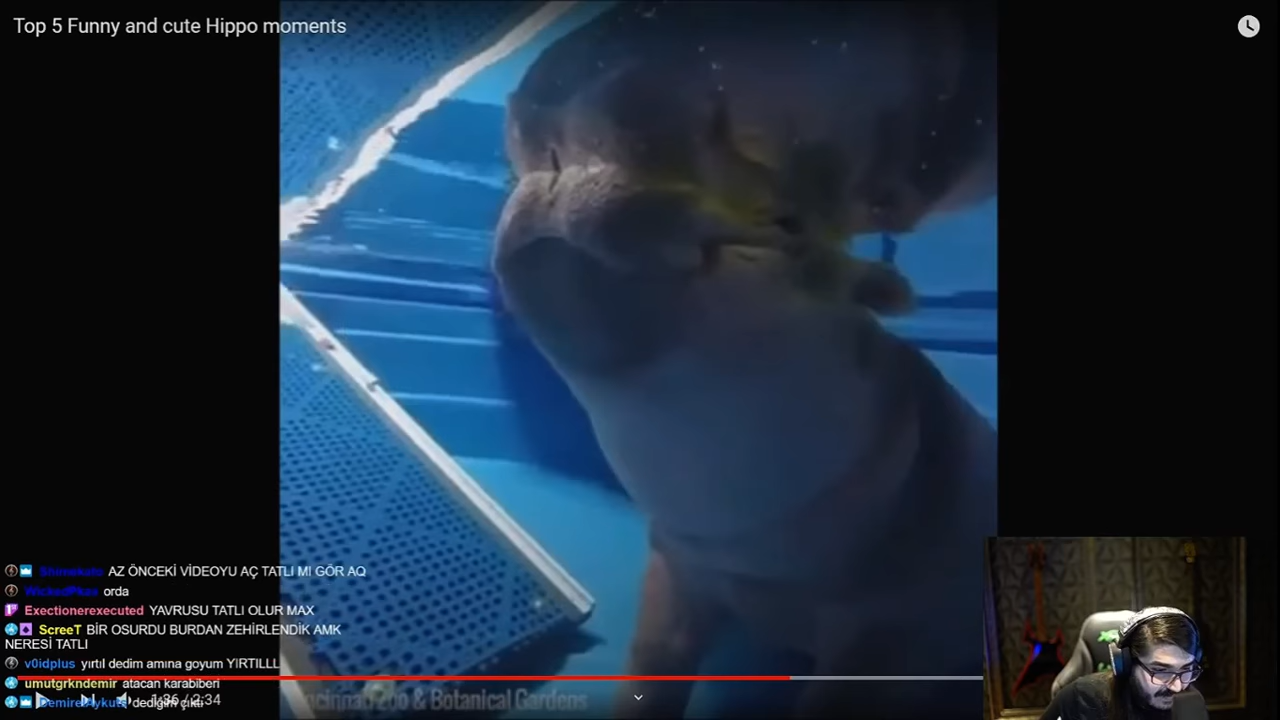 Top 5 Funny and cute Hippo moments
Shinekuto AZ ÖNCEKİ VİDEOYU AÇ TATLI MI GÖR AQ
orda
Exectionerexecuted YAVRUSU TATLI OLUR MAX
ScreeT BİR OSURDU BURDAN ZEHİRLENDİK AMK
NERESİ TATLI
v0idplus yırtıl dedim amına goyum YIRTILLL
umutgrkndemir atacan karabiberi
dediğim çıktı
1:36 / 2:34
Cincinnati Zoo & Botanical Gardens